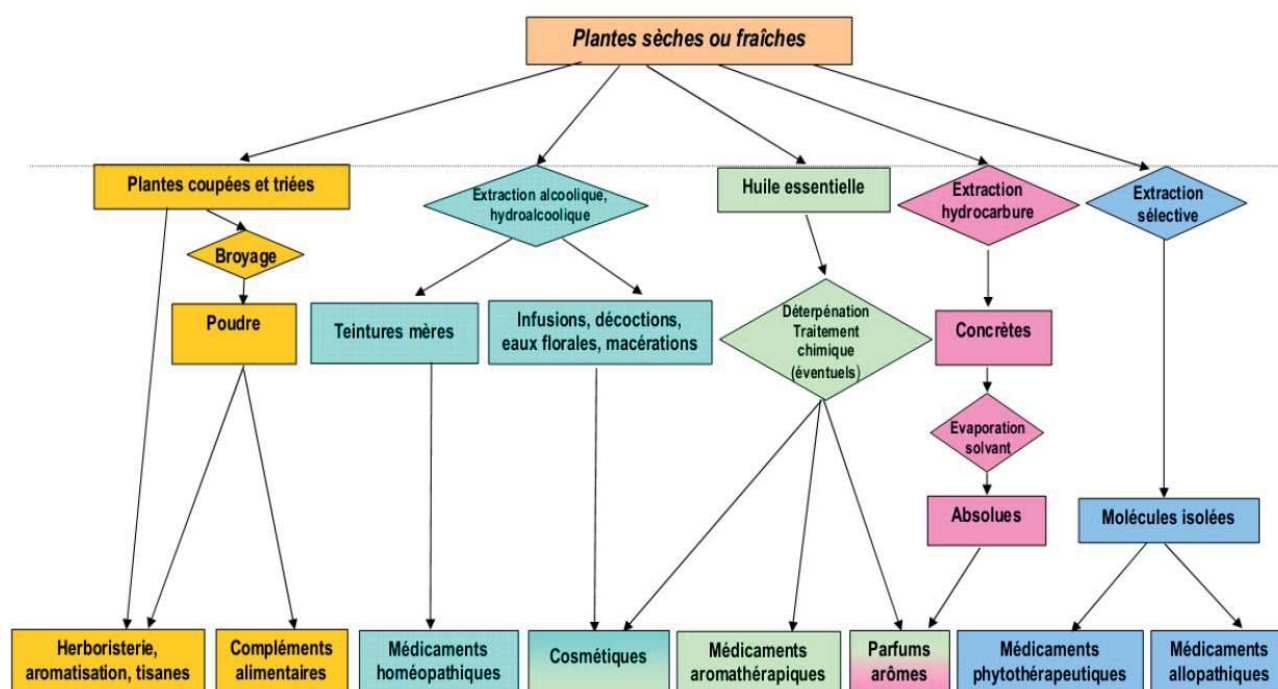 Plantes sèches ou fraîches
Plantes coupées et triées
Extraction alcoolique,
hydroalcoolique
Huile essentielle
Extraction
hydrocarbure
Extraction
sélective
Broyage
Poudre
Teintures mères
Infusions, décoctions,
eaux florales, macérations
Déterpénation
Traitement
chimique
(éventuels)
Concrètes
Evaporation
solvant
Absolues
Molécules isolées
Herboristerie,
aromatisation, tisanes
Compléments
alimentaires
Médicaments
homéopathiques
Cosmétiques
Médicaments
aromathérapiques
Parfums
arômes
Médicaments
phytothérapeutiques
Médicaments
allopathiques